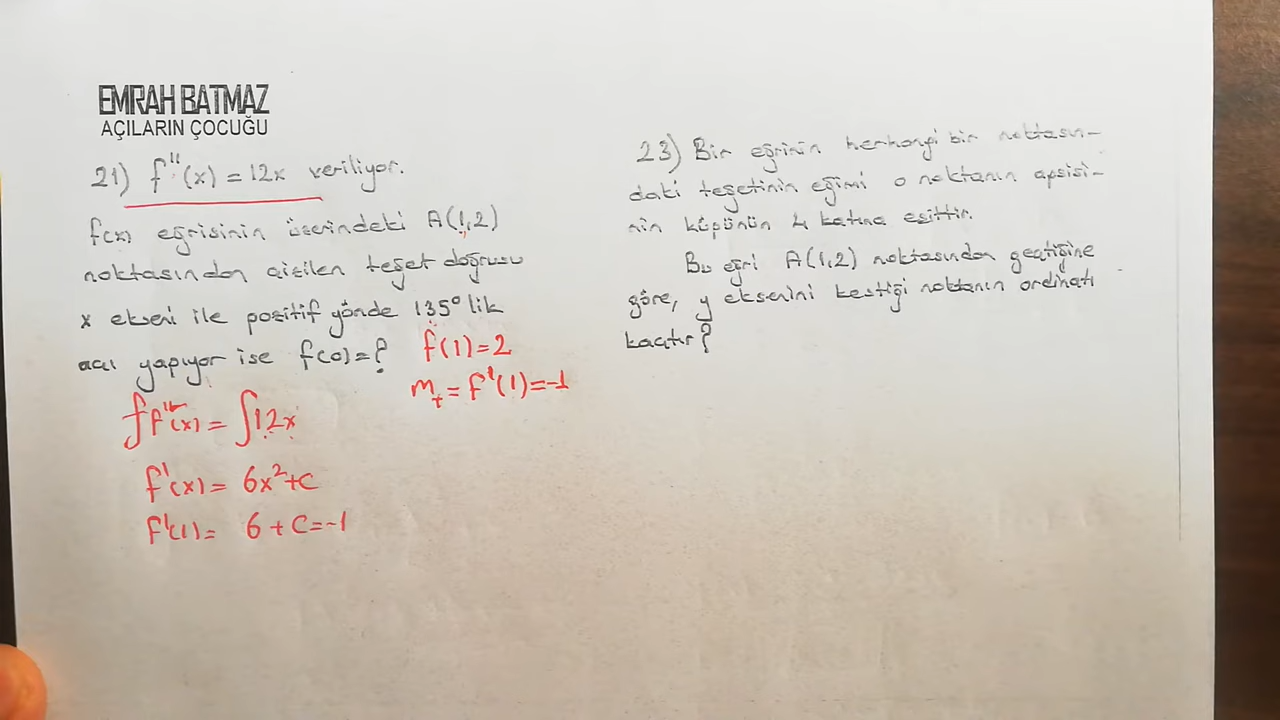 EMRAH BATMAZ
AÇILARIN ÇOCUĞU
21) f''(x) = 12x veriliyor.
f(x) eğrisinin üzerindeki A(1,2)
noktasından çizilen teğet doğrusu
x ekseni ile pozitif yönde 135° lik
açı yapıyor ise f(0)=?
f(1)=2
m_t = f'(1) = -1
∫f''(x) = ∫12x
f'(x) = 6x²+c
f'(1) = 6 + c = -1
23) Bir eğrinin herhangi bir noktasın-
daki teğetinin eğimi o noktanın apsisi-
nin küpünün 4 katına eşittir.
Bu eğri A(1,2) noktasından geçtiğine
göre, y eksenini kestiği noktanın ordinatı
kaçtır?